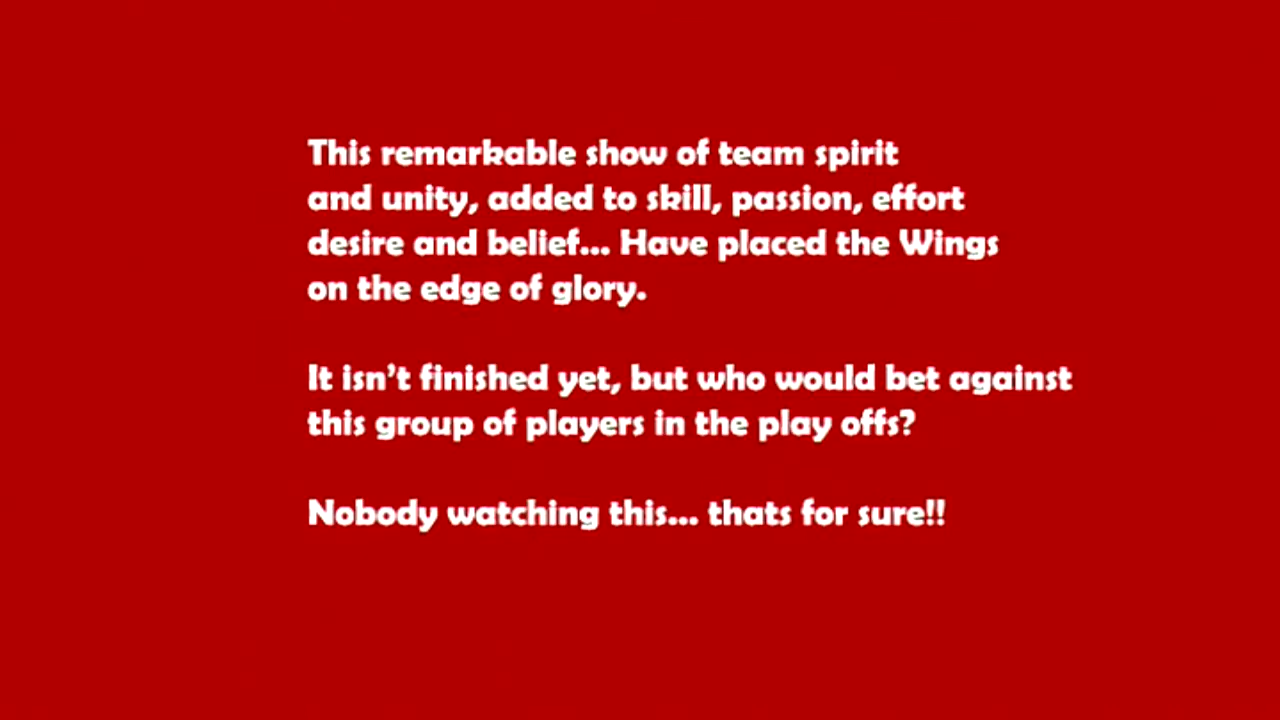 This remarkable show of team spirit
and unity, added to skill, passion, effort
desire and belief... Have placed the Wings
on the edge of glory.
It isn’t finished yet, but who would bet against
this group of players in the play offs?
Nobody watching this... thats for sure!!